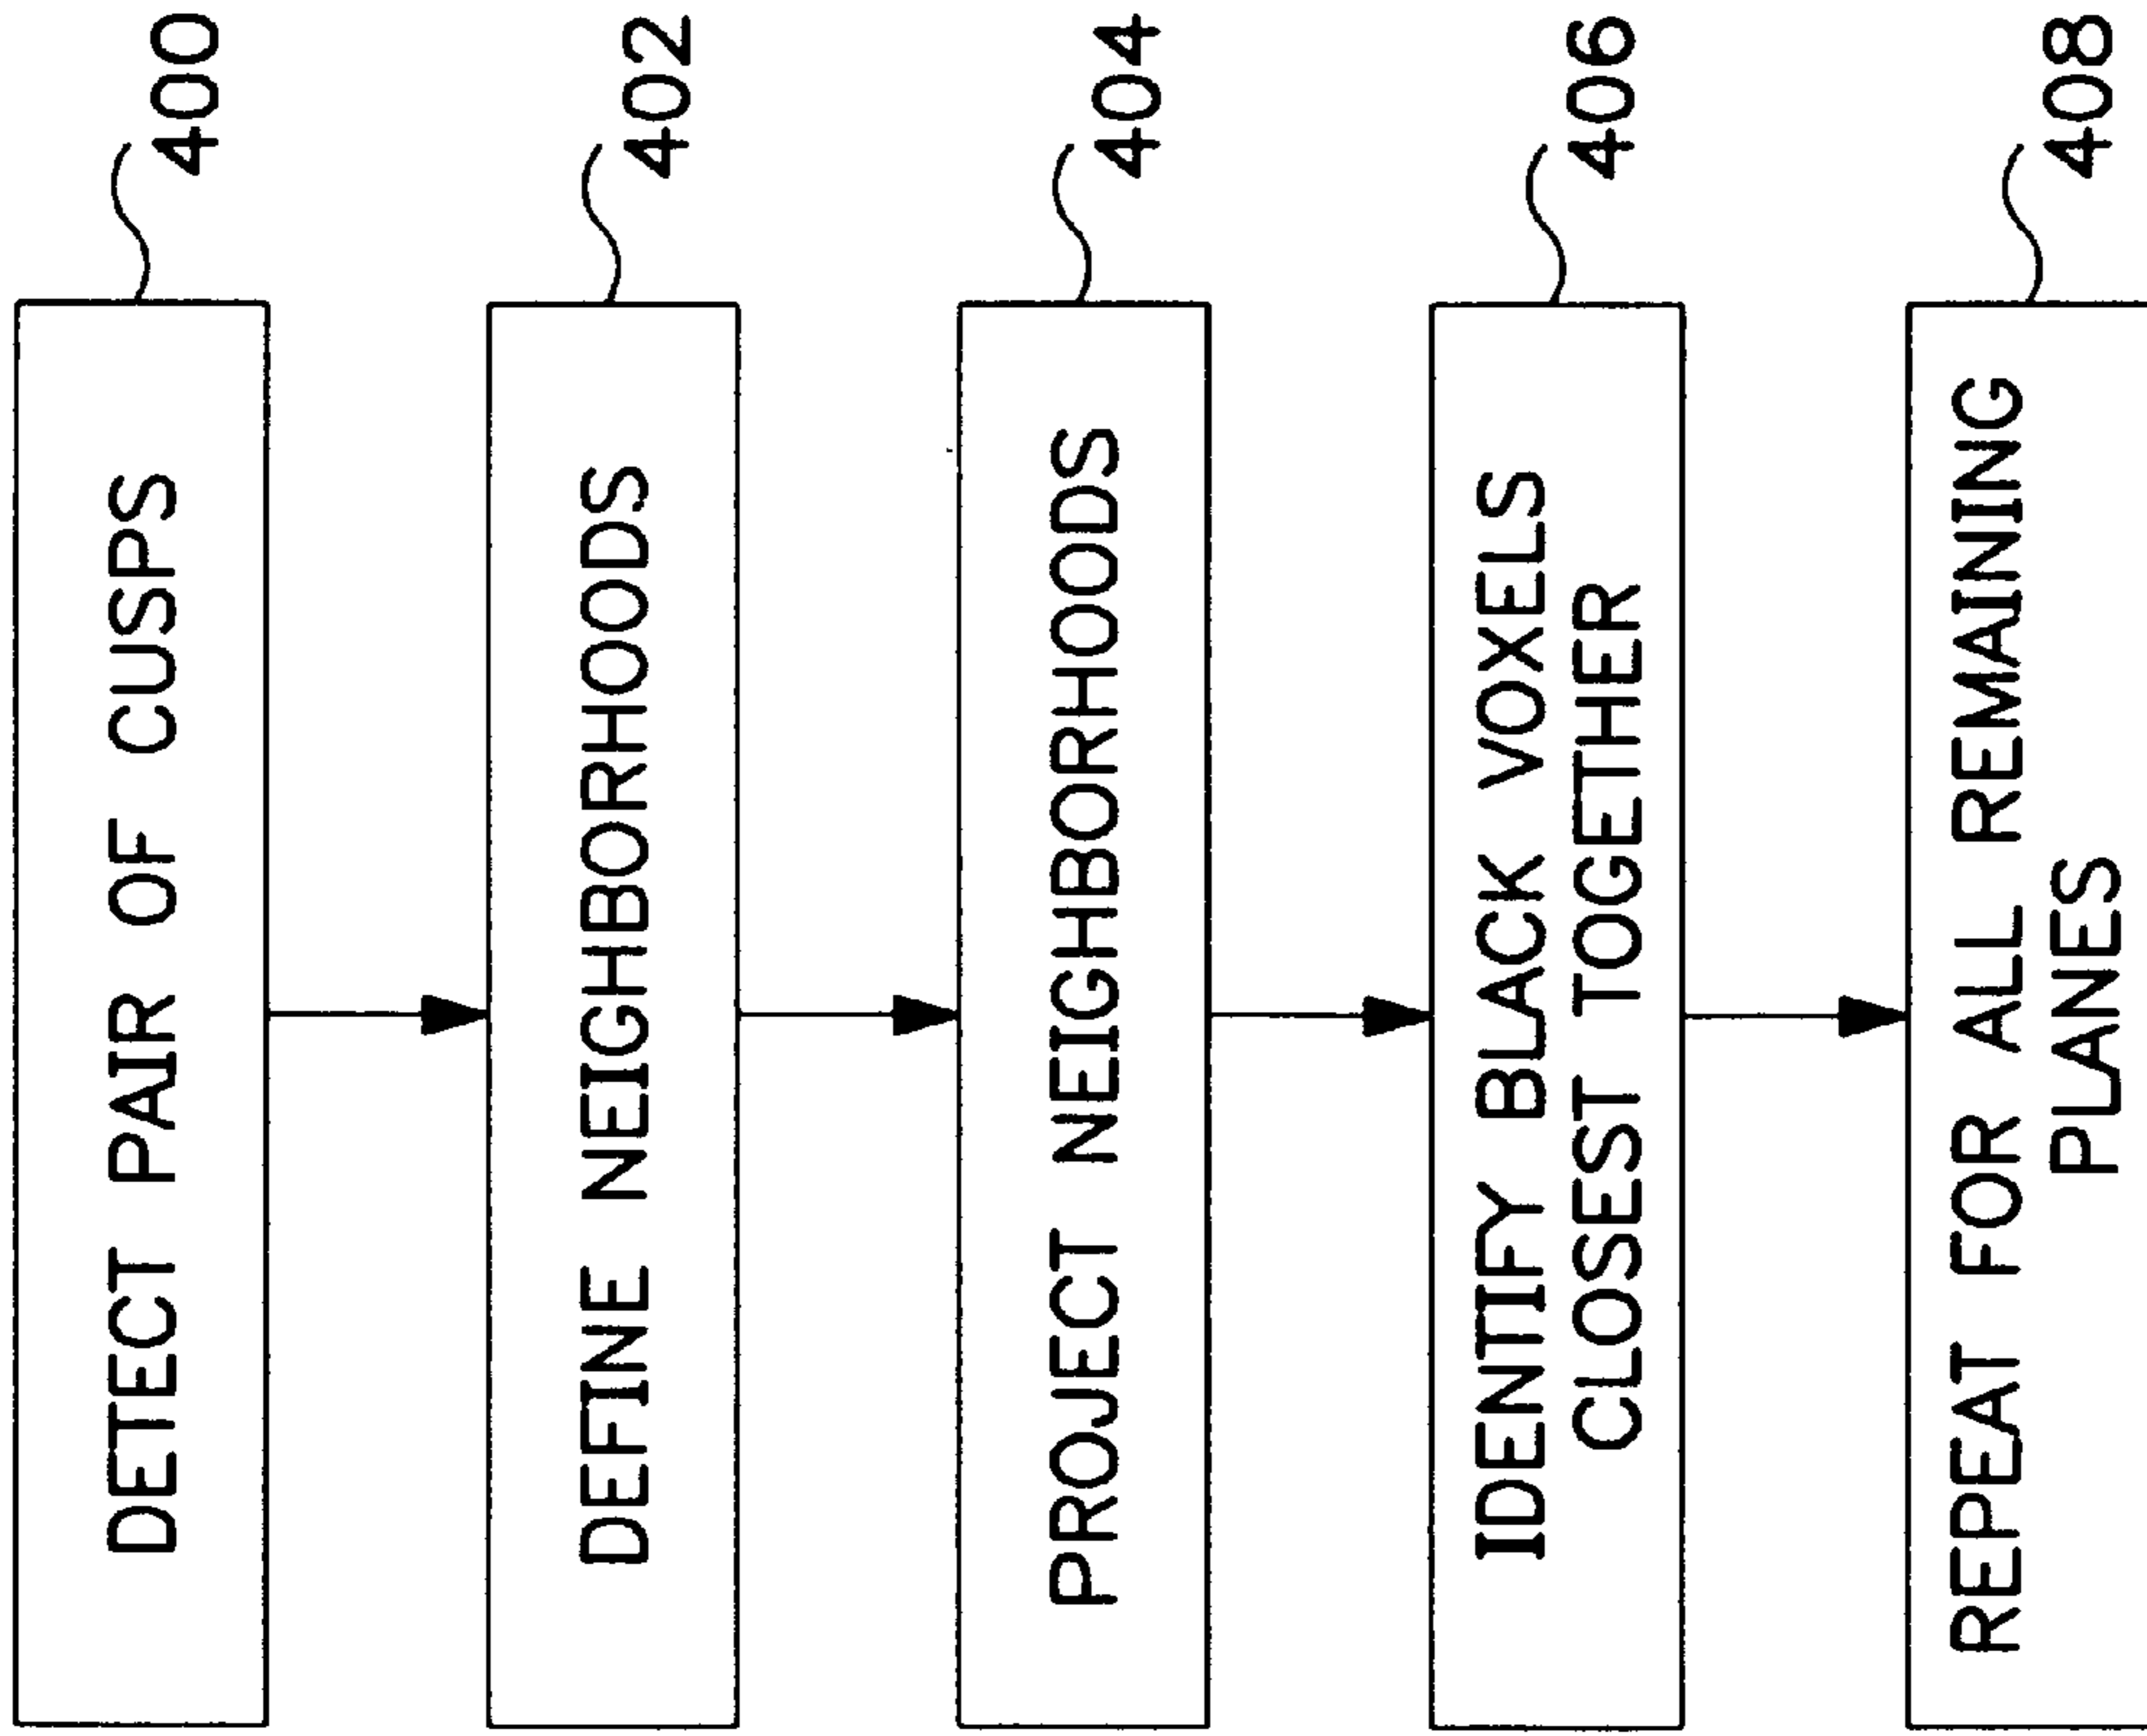 DETECT PAIR OF CUSPS
400
DEFINE NEIGHBORHOODS
402
PROJECT NEIGHBORHOODS
404
IDENTIFY BLACK VOXELS
CLOSEST TOGETHER
406
REPEAT FOR ALL REMAINING
PLANES
408